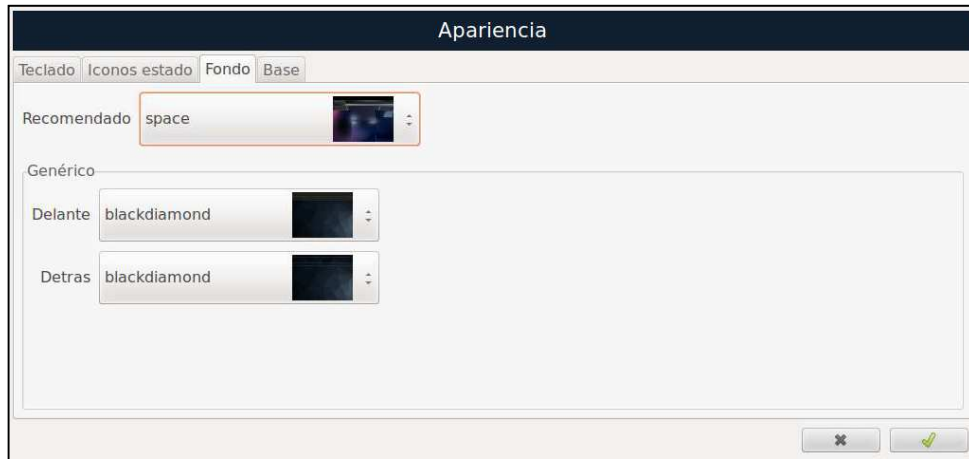 Apariencia
Teclado Iconos estado Fondo Base
Recomendado space
Genérico
Delante blackdiamond
Detras blackdiamond